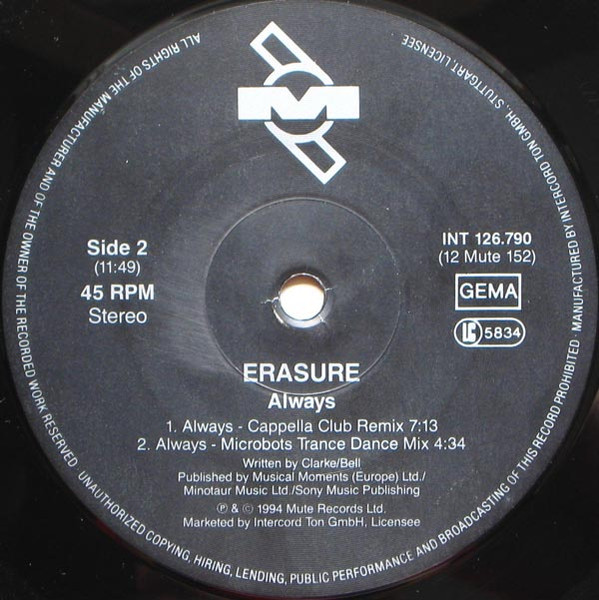 M
Side 2
(11:49)
45 RPM
Stereo
INT 126.790
(12 Mute 152)
GEMA
LC 5834
ERASURE
Always
1. Always - Cappella Club Remix 7:13
2. Always - Microbots Trance Dance Mix 4:34
Written by Clarke/Bell
Published by Musical Moments (Europe) Ltd./
Minotaur Music Ltd./Sony Music Publishing
℗ & © 1994 Mute Records Ltd.
Marketed by Intercord Ton GmbH, Licensee
ALL RIGHTS OF THE MANUFACTURER AND OF THE OWNER OF THE RECORDED WORK RESERVED · UNAUTHORIZED COPYING, HIRING, LENDING, PUBLIC PERFORMANCE AND BROADCASTING OF THIS RECORD PROHIBITED · MANUFACTURED BY INTERCORD TON GMBH, STUTTGART, LICENSEE